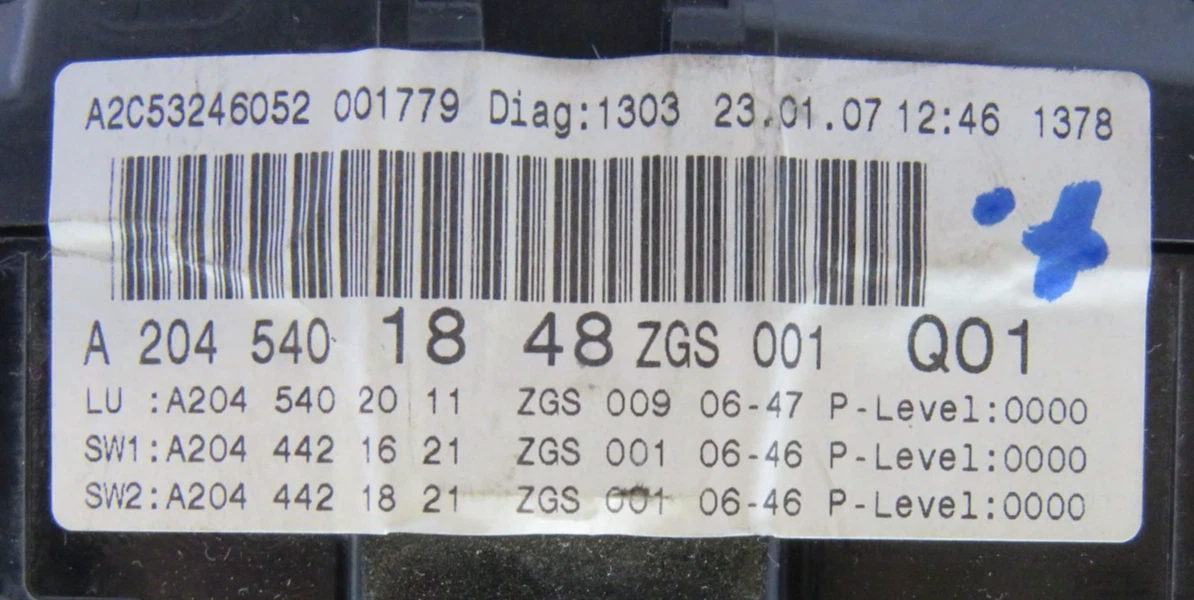 A2C53246052 001779 Diag:1303 23.01.07 12:46 1378
A 204 540 18 48 ZGS 001 Q01
LU :A204 540 20 11 ZGS 009 06-47 P-Level:0000
SW1:A204 442 16 21 ZGS 001 06-46 P-Level:0000
SW2:A204 442 18 21 ZGS 001 06-46 P-Level:0000